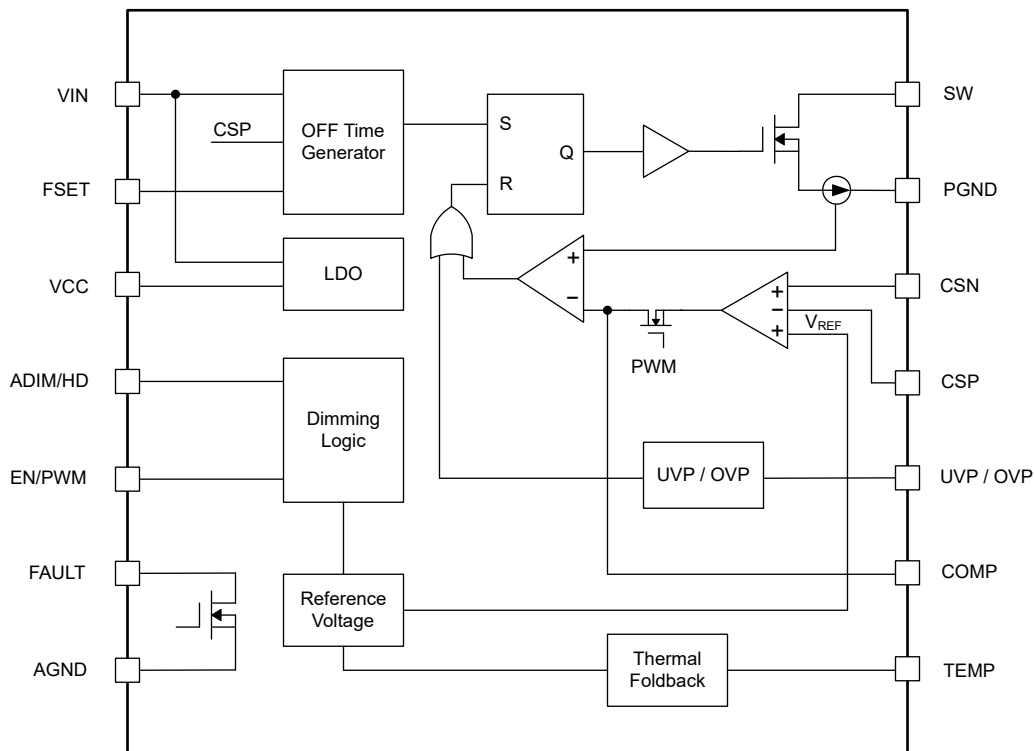 VIN
FSET
VCC
ADIM/HD
EN/PWM
FAULT
AGND
CSP
OFF Time
Generator
LDO
Dimming
Logic
Reference
Voltage
S
R
Q
+
−
PWM
+
−
+
VREF
UVP / OVP
Thermal
Foldback
SW
PGND
CSN
CSP
UVP / OVP
COMP
TEMP